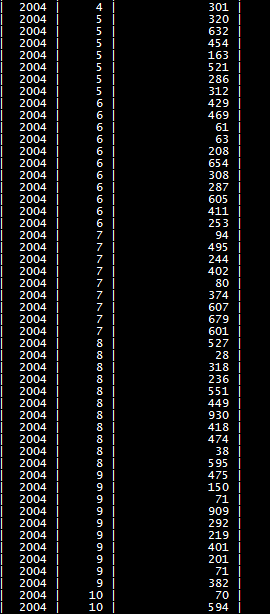 | 2004 | 4 | 301 |
| 2004 | 5 | 320 |
| 2004 | 5 | 632 |
| 2004 | 5 | 454 |
| 2004 | 5 | 163 |
| 2004 | 5 | 521 |
| 2004 | 5 | 286 |
| 2004 | 5 | 312 |
| 2004 | 6 | 429 |
| 2004 | 6 | 469 |
| 2004 | 6 | 61 |
| 2004 | 6 | 63 |
| 2004 | 6 | 208 |
| 2004 | 6 | 654 |
| 2004 | 6 | 308 |
| 2004 | 6 | 287 |
| 2004 | 6 | 605 |
| 2004 | 6 | 411 |
| 2004 | 6 | 253 |
| 2004 | 7 | 94 |
| 2004 | 7 | 495 |
| 2004 | 7 | 244 |
| 2004 | 7 | 402 |
| 2004 | 7 | 80 |
| 2004 | 7 | 374 |
| 2004 | 7 | 607 |
| 2004 | 7 | 679 |
| 2004 | 7 | 601 |
| 2004 | 8 | 527 |
| 2004 | 8 | 28 |
| 2004 | 8 | 318 |
| 2004 | 8 | 236 |
| 2004 | 8 | 551 |
| 2004 | 8 | 449 |
| 2004 | 8 | 930 |
| 2004 | 8 | 418 |
| 2004 | 8 | 474 |
| 2004 | 8 | 38 |
| 2004 | 8 | 595 |
| 2004 | 9 | 475 |
| 2004 | 9 | 150 |
| 2004 | 9 | 71 |
| 2004 | 9 | 909 |
| 2004 | 9 | 292 |
| 2004 | 9 | 219 |
| 2004 | 9 | 401 |
| 2004 | 9 | 201 |
| 2004 | 9 | 71 |
| 2004 | 9 | 382 |
| 2004 | 10 | 70 |
| 2004 | 10 | 594 |